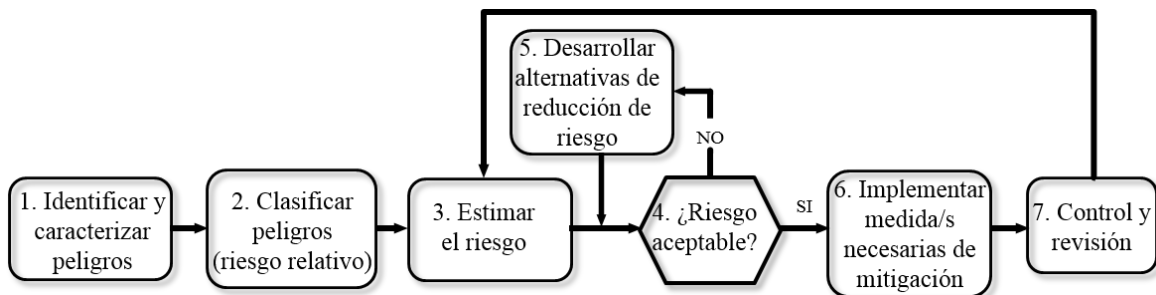 1. Identificar y
caracterizar
peligros
2. Clasificar
peligros
(riesgo relativo)
3. Estimar
el riesgo
5. Desarrollar
alternativas de
reducción de
riesgo
NO
4. ¿Riesgo
aceptable?
SI
6. Implementar
medida/s
necesarias de
mitigación
7. Control y
revisión